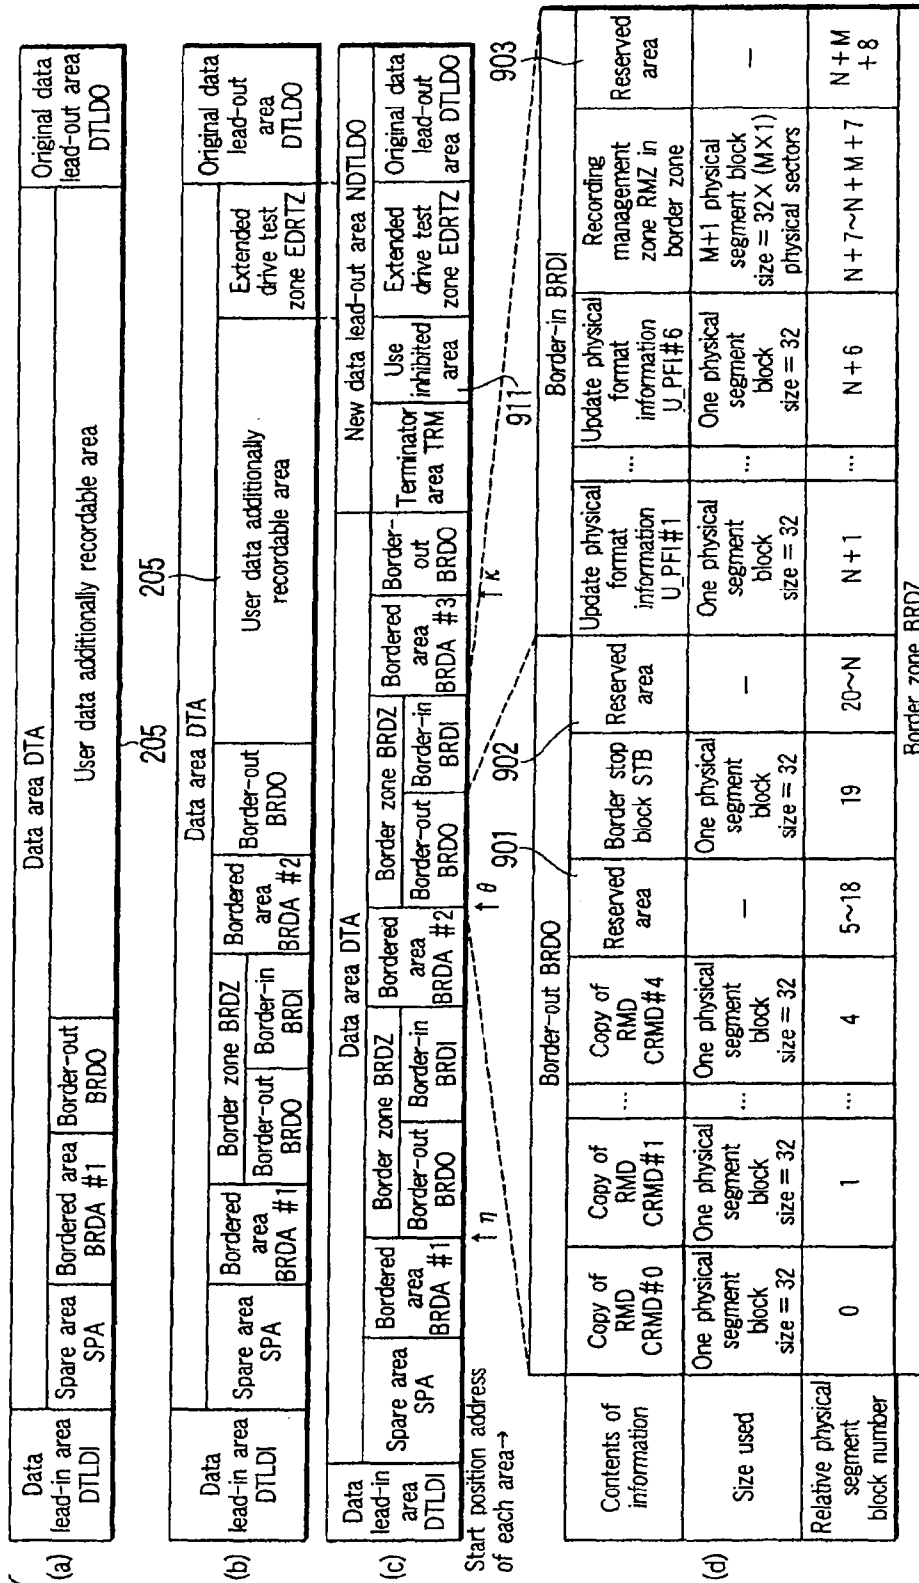 (a)
Data
lead-in area
DTLDI
Data area DTA
Spare area
SPA
Bordered area
BRDA #1
Border-out
BRDO
User data additionally recordable area
205
Original data
lead-out area
DTLDO
(b)
Data
lead-in area
DTLDI
Data area DTA
Spare area
SPA
Bordered
area
BRDA #1
Border zone BRDZ
Border-out
BRDO
Border-in
BRDI
Bordered
area
BRDA #2
Border-out
BRDO
User data additionally
recordable area
205
Extended
drive test
zone EDRTZ
Original data
lead-out
area
DTLDO
(c)
Data
lead-in
area
DTLDI
Data area DTA
Spare area
SPA
Bordered
area
BRDA #1
Border zone BRDZ
Border-out
BRDO
Border-in
BRDI
Bordered
area
BRDA #2
Border zone BRDZ
Border-out
BRDO
Border-in
BRDI
Bordered
area
BRDA #3
Border-
out
BRDO
New data lead-out area NDTLDO
Terminator
area TRM
Use
inhibited
area
Extended
drive test
zone EDRTZ
Original data
lead-out
area DTLDO
Start position address
of each area→
↑η
↑θ
↑κ
911
901
902
903
(d)
Border-out BRDO
Border-in BRDI
Contents of
information
Copy of
RMD
CRMD#0
Copy of
RMD
CRMD#1
...
Copy of
RMD
CRMD#4
Reserved
area
Border stop
block STB
Reserved
area
Update physical
format
information
U_PFI#1
...
Update physical
format
information
U_PFI#6
Recording
management
zone RMZ in
border zone
Reserved
area
Size used
One physical
segment
block
size = 32
One physical
segment
block
size = 32
...
One physical
segment
block
size = 32
—
One physical
segment
block
size = 32
—
One physical
segment
block
size = 32
...
One physical
segment
block
size = 32
M+1 physical
segment block
size = 32×(M×1)
physical sectors
—
Relative physical
segment
block number
0
1
...
4
5~18
19
20~N
N+1
...
N+6
N+7~N+M+7
N+M
+8
Border zone BRDZ